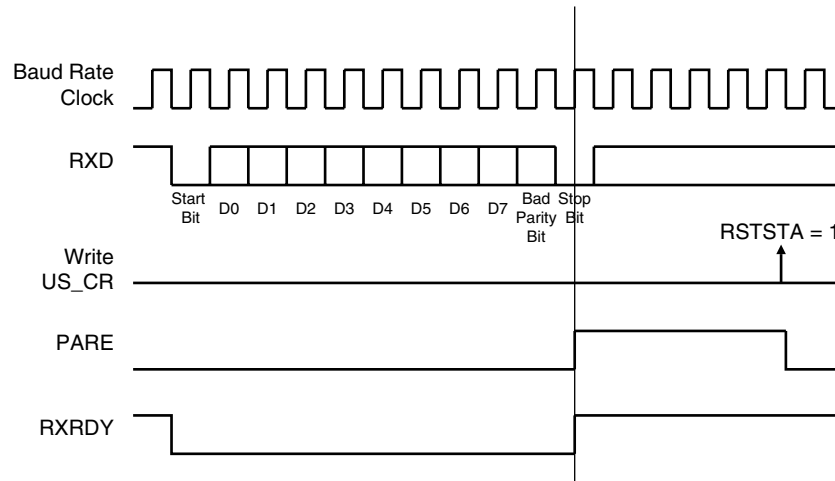 Baud Rate
Clock
RXD
Start
Bit
D0
D1
D2
D3
D4
D5
D6
D7
Bad
Parity
Bit
Stop
Bit
RSTSTA = 1
Write
US_CR
PARE
RXRDY